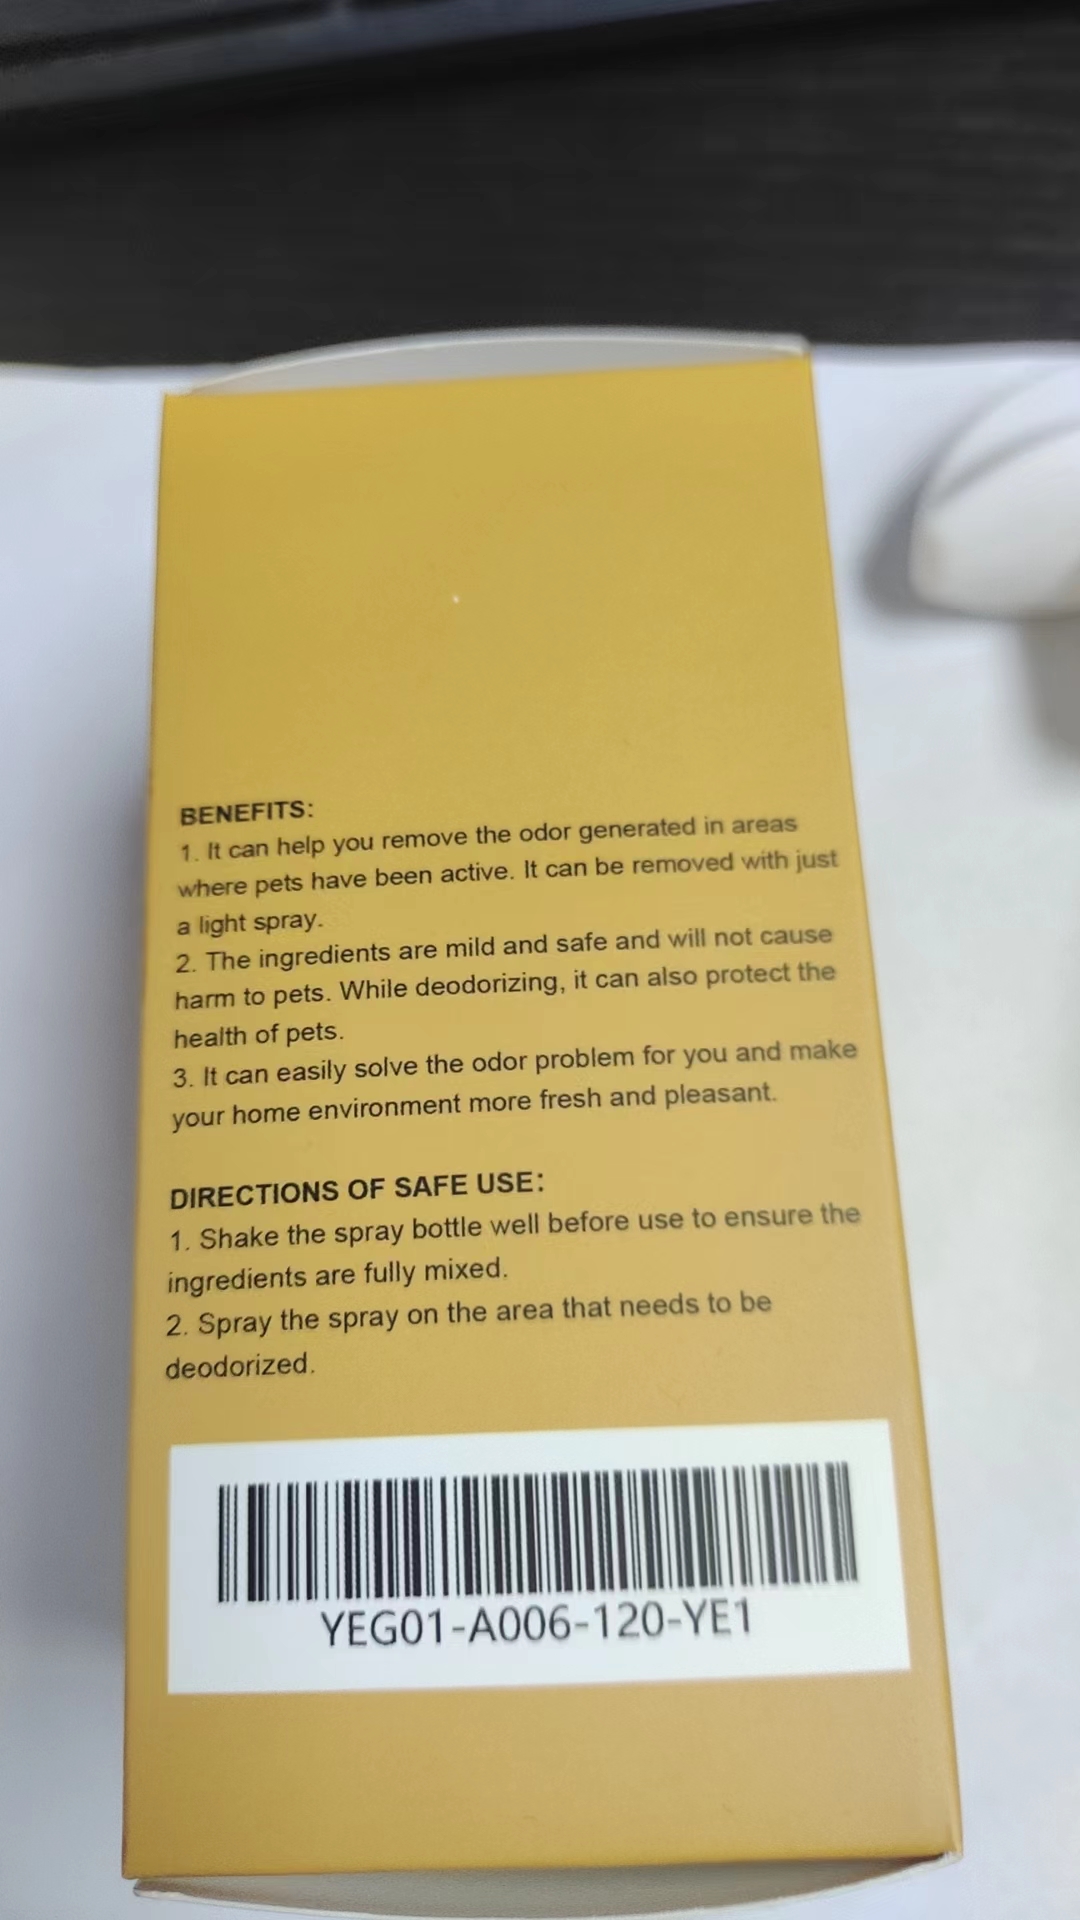 BENEFITS:
1. It can help you remove the odor generated in areas
where pets have been active. It can be removed with just
a light spray.
2. The ingredients are mild and safe and will not cause
harm to pets. While deodorizing, it can also protect the
health of pets.
3. It can easily solve the odor problem for you and make
your home environment more fresh and pleasant.
DIRECTIONS OF SAFE USE:
1. Shake the spray bottle well before use to ensure the
ingredients are fully mixed.
2. Spray the spray on the area that needs to be
deodorized.
YEG01-A006-120-YE1